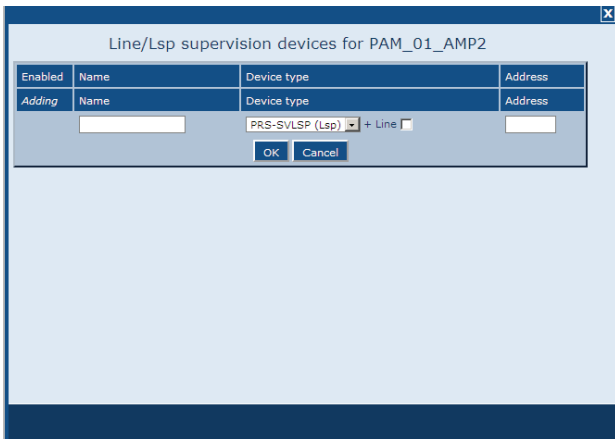 X
Line/Lsp supervision devices for PAM_01_AMP2
Enabled Name Device type Address
Adding Name Device type Address
PRS-SVLSP (Lsp) + Line
OK Cancel